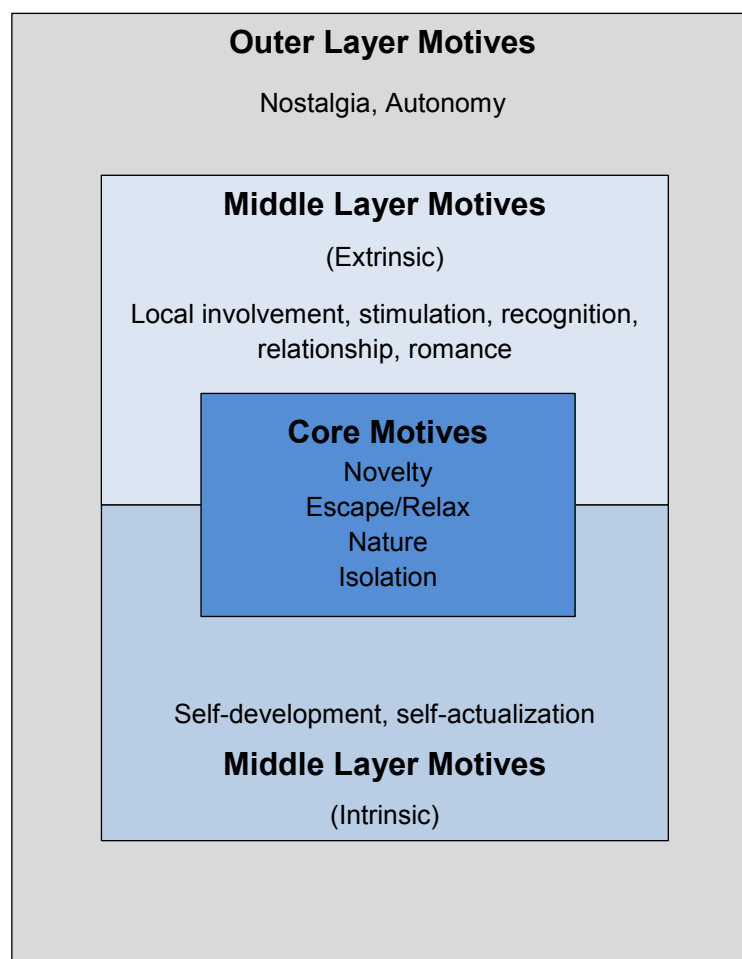 Outer Layer Motives
Nostalgia, Autonomy
Middle Layer Motives
(Extrinsic)
Local involvement, stimulation, recognition,
relationship, romance
Core Motives
Novelty
Escape/Relax
Nature
Isolation
Self-development, self-actualization
Middle Layer Motives
(Intrinsic)